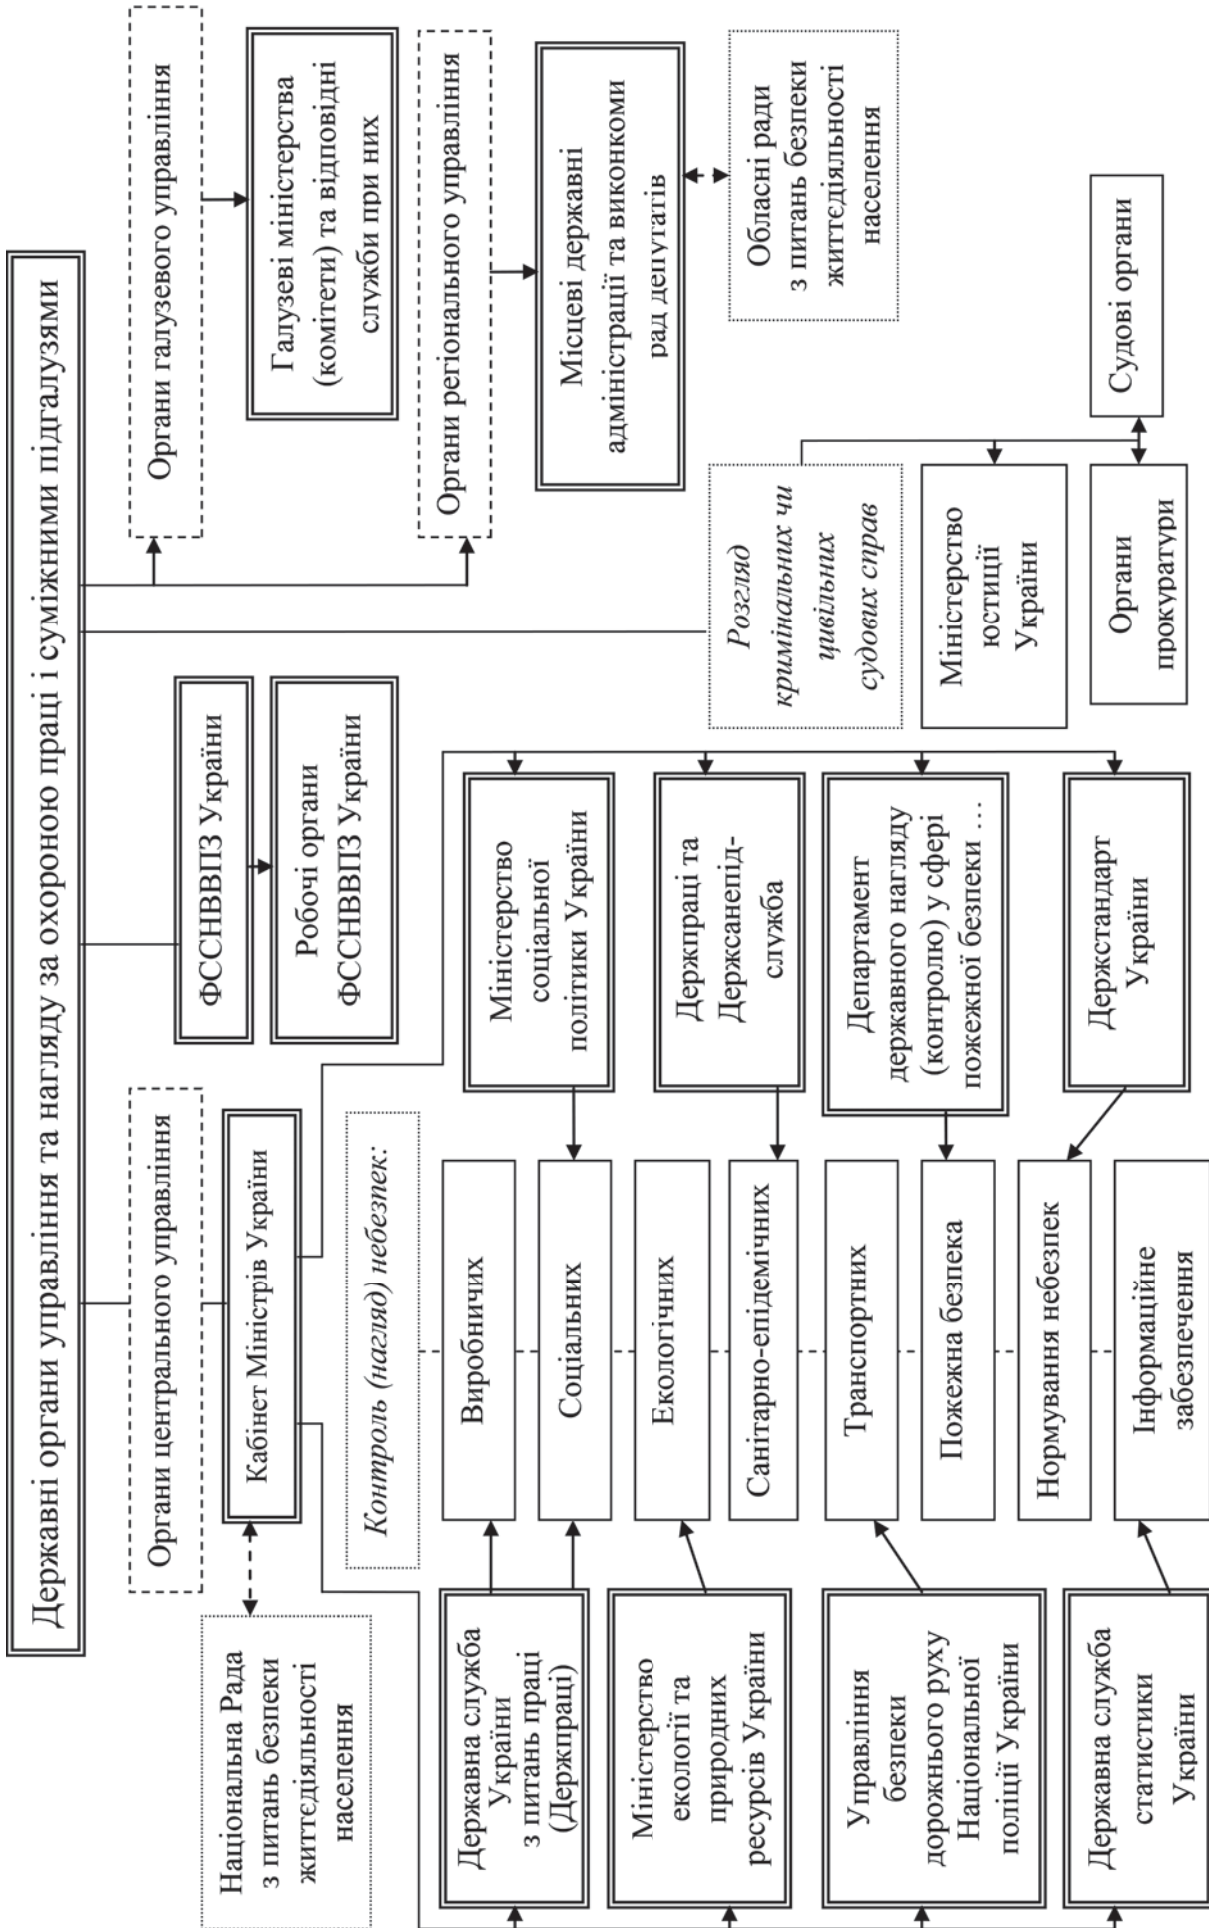 Державні органи управління та нагляду за охороною праці і суміжними підгалузями
Органи центрального управління
Кабінет Міністрів України
Національна Рада
з питань безпеки
життєдіяльності
населення
ФССНВВПЗ України
Робочі органи
ФССНВВПЗ України
Органи галузевого управління
Галузеві міністерства
(комітети) та відповідні
служби при них
Органи регіонального управління
Місцеві державні
адміністрації та виконкоми
рад депутатів
Обласні ради
з питань безпеки
життєдіяльності
населення
Контроль (нагляд) небезпек:
Державна служба
України
з питань праці
(Держпраці)
Міністерство
екології та
природних
ресурсів України
Управління
безпеки
дорожнього руху
Національної
поліції України
Державна служба
статистики
України
Виробничих
Соціальних
Екологічних
Санітарно-епідемічних
Транспортних
Пожежна безпека
Нормування небезпек
Інформаційне
забезпечення
Міністерство
соціальної
політики України
Держпраці та
Держсанепід-
служба
Департамент
державного нагляду
(контролю) у сфері
пожежної безпеки …
Держстандарт
України
Розгляд
кримінальних чи
цивільних
судових справ
Міністерство
юстиції
України
Органи
прокуратури
Судові органи